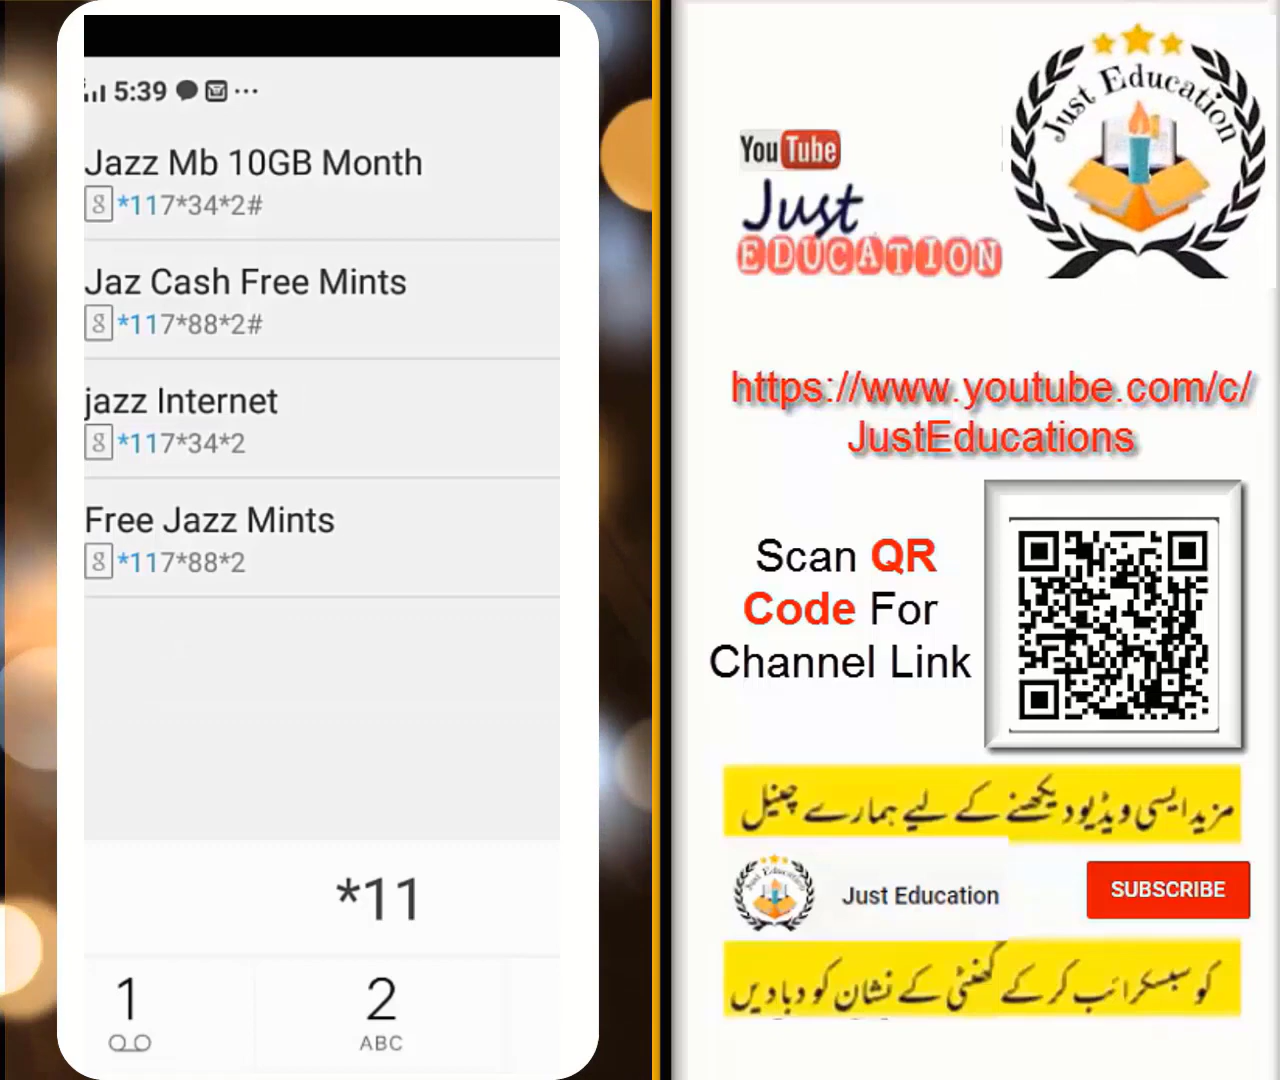 5:39
Jazz Mb 10GB Month
*117*34*2#
Jaz Cash Free Mints
*117*88*2#
jazz Internet
*117*34*2
Free Jazz Mints
*117*88*2
*11
1
2
ABC
Just Education
YouTube
Just
EDUCATION
https://www.youtube.com/c/
JustEducations
Scan QR
Code For
Channel Link
مزید ایسی ویڈیو دیکھنے کے لیے ہمارے چینل
Just Education
Just Education
SUBSCRIBE
کو سبسکرائب کر کے گھنٹی کے نشان کو دبا دیں